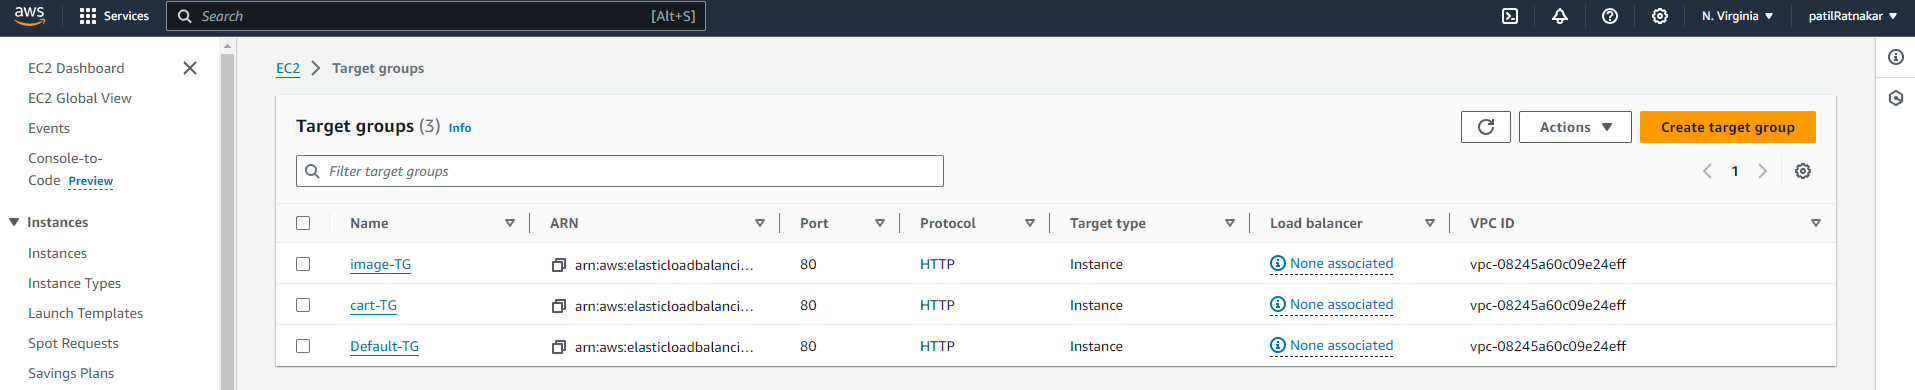 aws Services Search [Alt+S] N. Virginia patilRatnakar
EC2 Dashboard
EC2 Global View
Events
Console-to-
Code Preview
Instances
Instances
Instance Types
Launch Templates
Spot Requests
Savings Plans
EC2 > Target groups
Target groups (3) Info
Actions Create target group
Filter target groups
1
Name ARN Port Protocol Target type Load balancer VPC ID
image-TG arn:aws:elasticloadbalanci... 80 HTTP Instance None associated vpc-08245a60c09e24eff
cart-TG arn:aws:elasticloadbalanci... 80 HTTP Instance None associated vpc-08245a60c09e24eff
Default-TG arn:aws:elasticloadbalanci... 80 HTTP Instance None associated vpc-08245a60c09e24eff